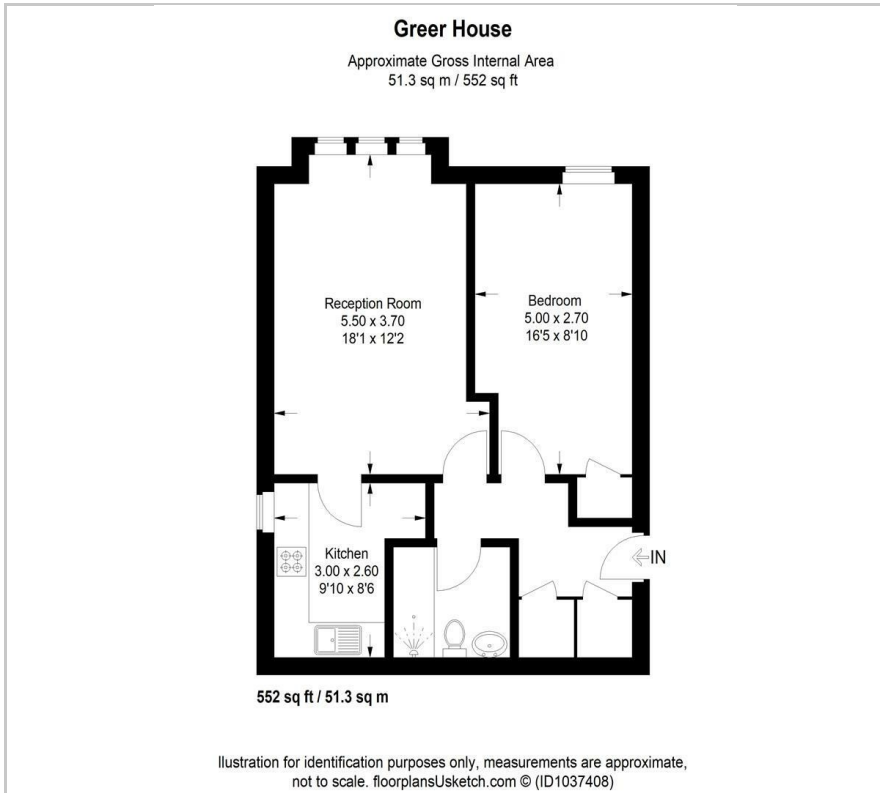 Greer House
Approximate Gross Internal Area
51.3 sq m / 552 sq ft
Reception Room
5.50 x 3.70
18'1 x 12'2
Bedroom
5.00 x 2.70
16'5 x 8'10
Kitchen
3.00 x 2.60
9'10 x 8'6
IN
552 sq ft / 51.3 sq m
llustration for identification purposes only, measurements are approximate,
not to scale. floorplansUsketch.com © (ID1037408)